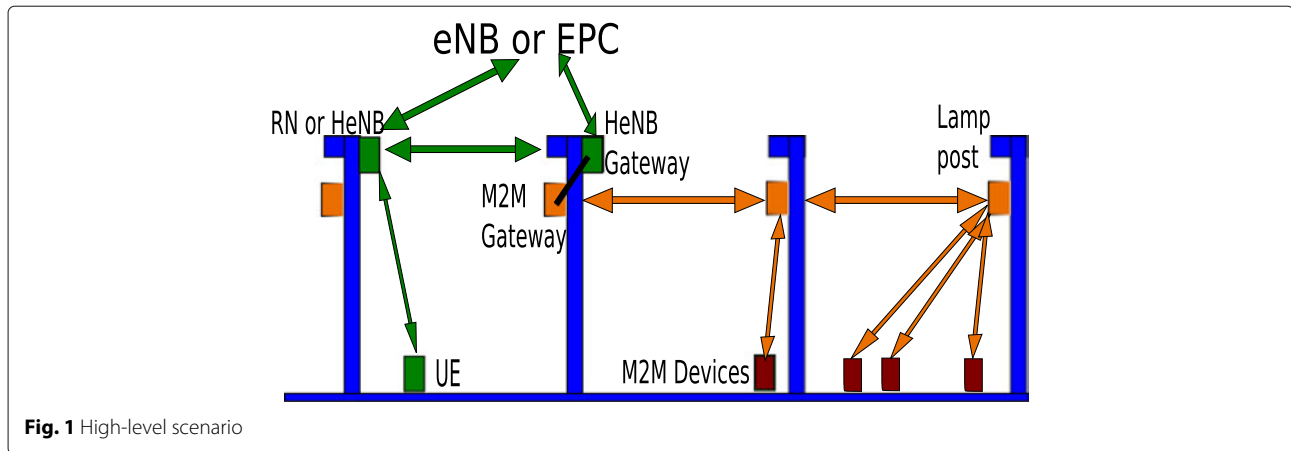 eNB or EPC
RN or HeNB
HeNB
Gateway
Lamp
post
M2M
Gateway
UE
M2M Devices
Fig. 1 High-level scenario